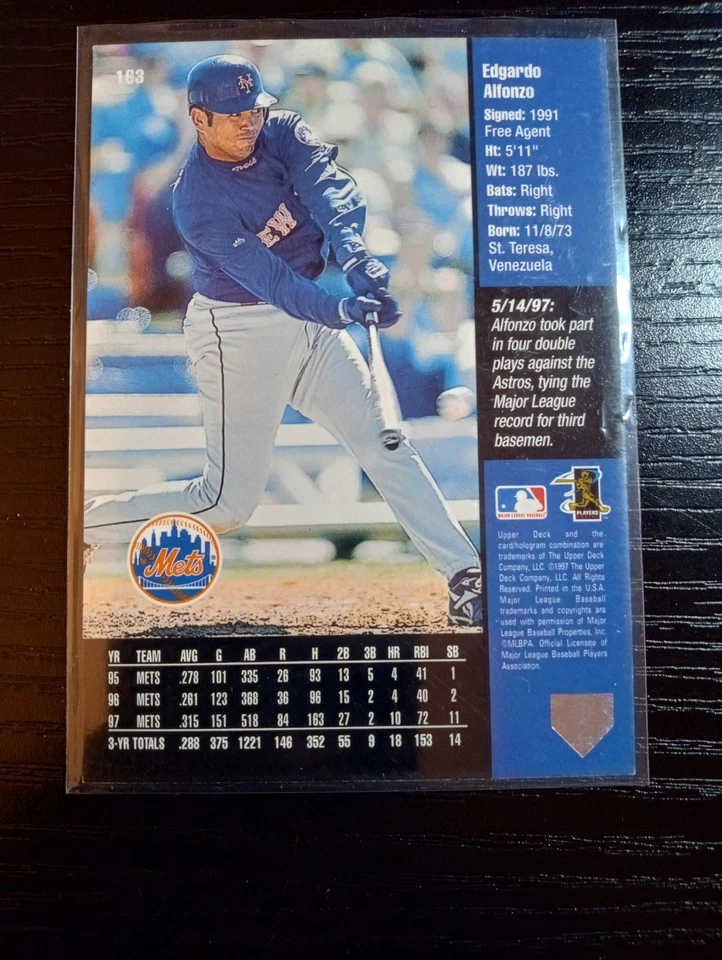 163
NY
EW
Mets
Edgardo
Alfonzo
Signed: 1991
Free Agent
Ht: 5'11"
Wt: 187 lbs.
Bats: Right
Throws: Right
Born: 11/8/73
St. Teresa,
Venezuela
5/14/97:
Alfonzo took part
in four double
plays against the
Astros, tying the
Major League
record for third
basemen.
MAJOR LEAGUE BASEBALL
PLAYERS
Upper Deck and the
card/hologram combination are
trademarks of The Upper Deck
Company, LLC. ©1997 The Upper
Deck Company, LLC. All Rights
Reserved. Printed in the U.S.A.
Major League Baseball
trademarks and copyrights are
used with permission of Major
League Baseball Properties, Inc.
©MLBPA. Official Licensee of
Major League Baseball Players
Association.
YR TEAM AVG G AB R H 2B 3B HR RBI SB
95 METS .278 101 335 26 93 13 5 4 41 1
96 METS .261 123 368 36 96 15 2 4 40 2
97 METS .315 151 518 84 163 27 2 10 72 11
3-YR TOTALS .288 375 1221 146 352 55 9 18 153 14